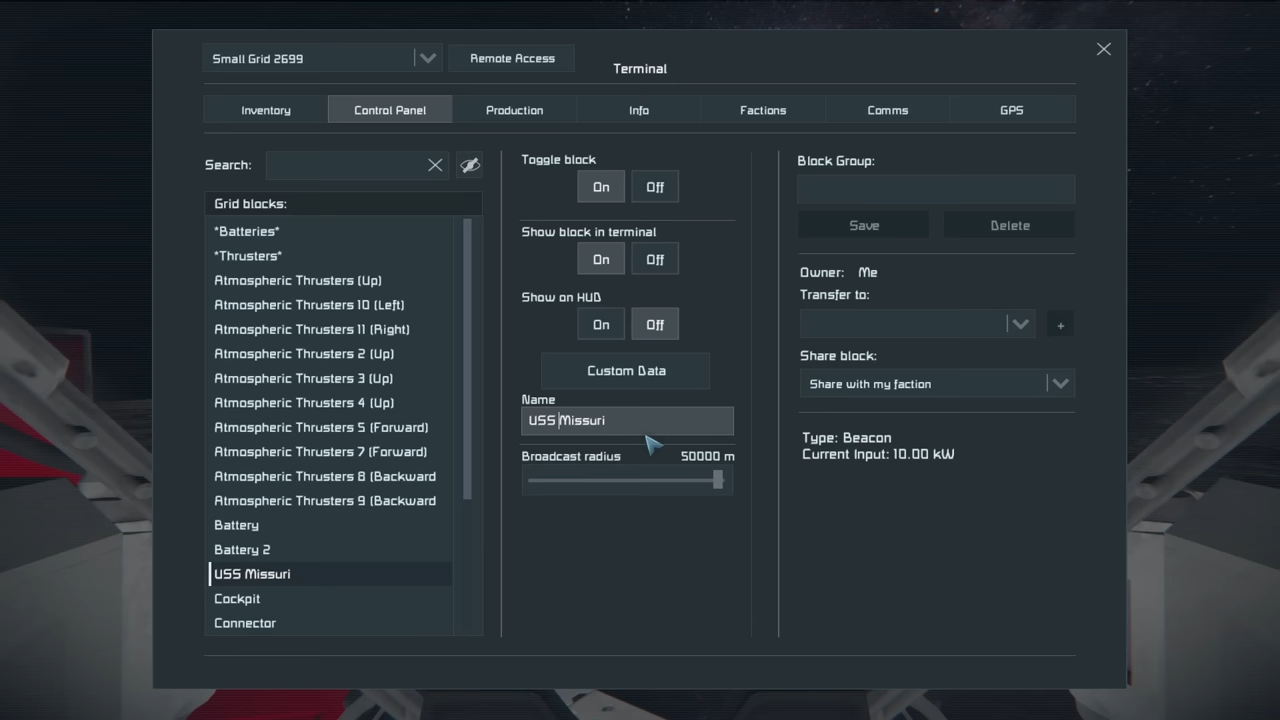 Small Grid 2699
Remote Access
Terminal
Inventory
Control Panel
Production
Info
Factions
Comms
GPS
Search:
Grid blocks:
*Batteries*
*Thrusters*
Atmospheric Thrusters (Up)
Atmospheric Thrusters 10 (Left)
Atmospheric Thrusters 11 (Right)
Atmospheric Thrusters 2 (Up)
Atmospheric Thrusters 3 (Up)
Atmospheric Thrusters 4 (Up)
Atmospheric Thrusters 5 (Forward)
Atmospheric Thrusters 7 (Forward)
Atmospheric Thrusters 8 (Backward
Atmospheric Thrusters 9 (Backward
Battery
Battery 2
USS Missuri
Cockpit
Connector
Toggle block
On Off
Show block in terminal
On Off
Show on HUD
On Off
Custom Data
Name
USS Missuri
Broadcast radius 50000 m
Block Group:
Save Delete
Owner: Me
Transfer to:
+
Share block:
Share with my faction
Type: Beacon
Current Input: 10.00 kW